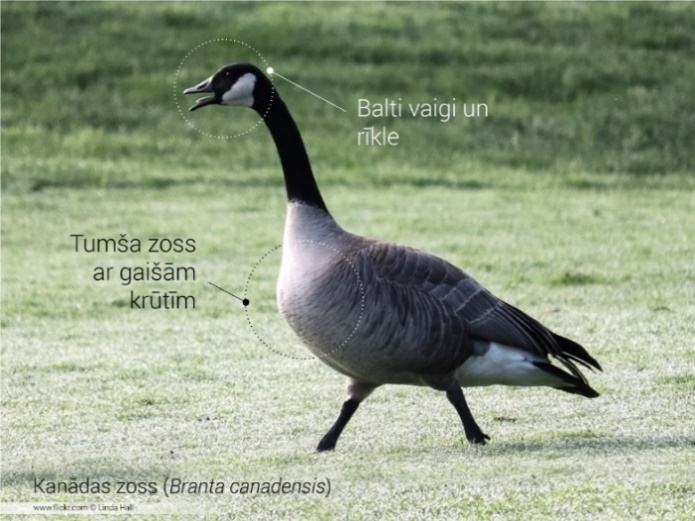 Balti vaigi un
rīkle
Tumša zoss
ar gaišām
krūtīm
Kanādas zoss (Branta canadensis)
www.flickr.com © Linda Hall